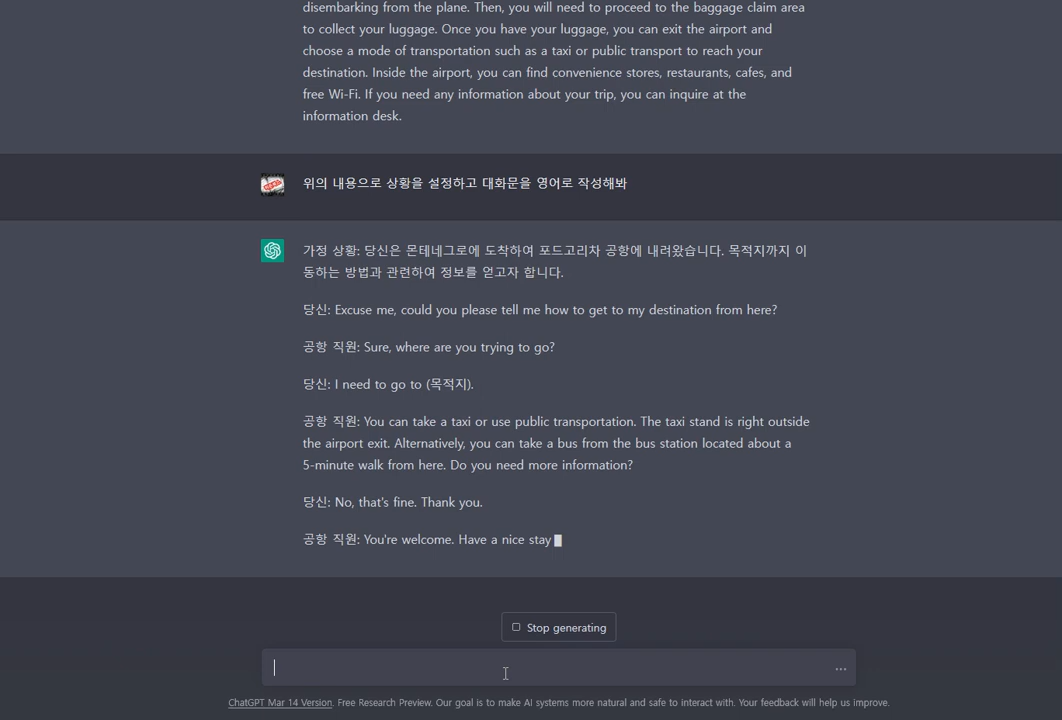 disembarking from the plane. Then, you will need to proceed to the baggage claim area
to collect your luggage. Once you have your luggage, you can exit the airport and
choose a mode of transportation such as a taxi or public transport to reach your
destination. Inside the airport, you can find convenience stores, restaurants, cafes, and
free Wi-Fi. If you need any information about your trip, you can inquire at the
information desk.
위의 내용으로 상황을 설정하고 대화문을 영어로 작성해봐
가정 상황: 당신은 몬테네그로에 도착하여 포드고리차 공항에 내려왔습니다. 목적지까지 이
동하는 방법과 관련하여 정보를 얻고자 합니다.
당신: Excuse me, could you please tell me how to get to my destination from here?
공항 직원: Sure, where are you trying to go?
당신: I need to go to (목적지).
공항 직원: You can take a taxi or use public transportation. The taxi stand is right outside
the airport exit. Alternatively, you can take a bus from the bus station located about a
5-minute walk from here. Do you need more information?
당신: No, that's fine. Thank you.
공항 직원: You're welcome. Have a nice stay
Stop generating
ChatGPT Mar 14 Version. Free Research Preview. Our goal is to make AI systems more natural and safe to interact with. Your feedback will help us improve.